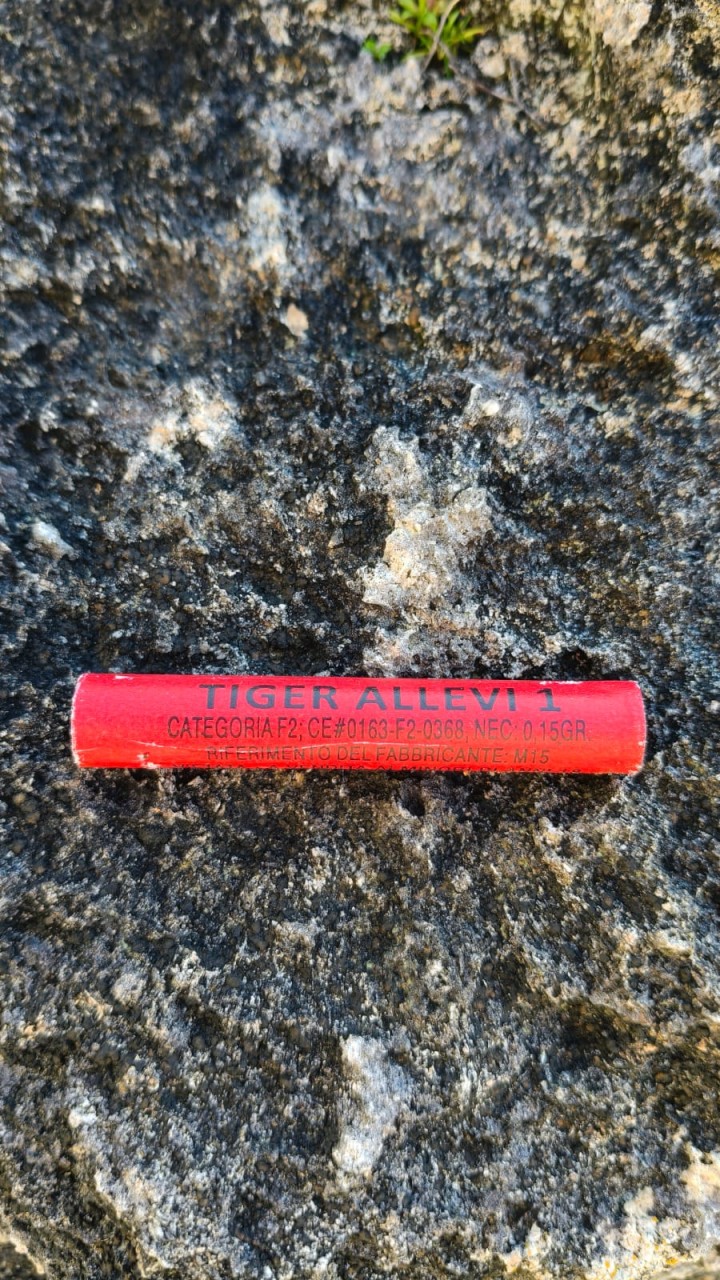 TIGER ALLEVI 1
CATEGORIA F2; CE#0163-F2-0368, NEC: 0,15GR.
RIFERIMENTO DEL FABBRICANTE: M15